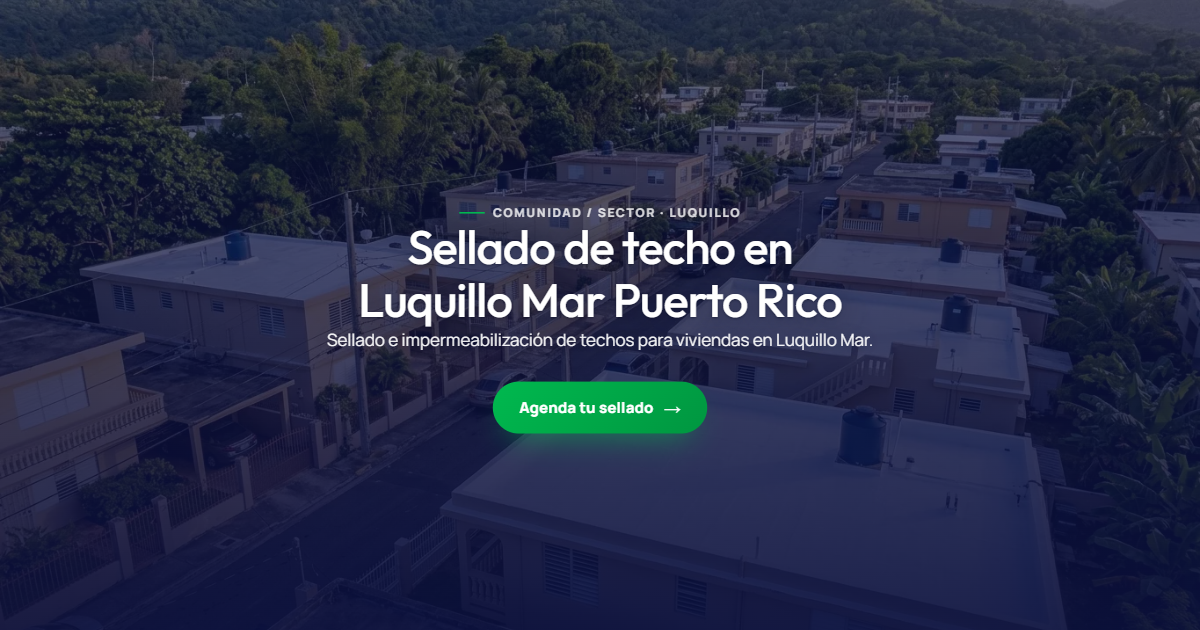 COMUNIDAD / SECTOR · LUQUILLO
Sellado de techo en
Luquillo Mar Puerto Rico
Sellado e impermeabilización de techos para viviendas en Luquillo Mar.
Agenda tu sellado →